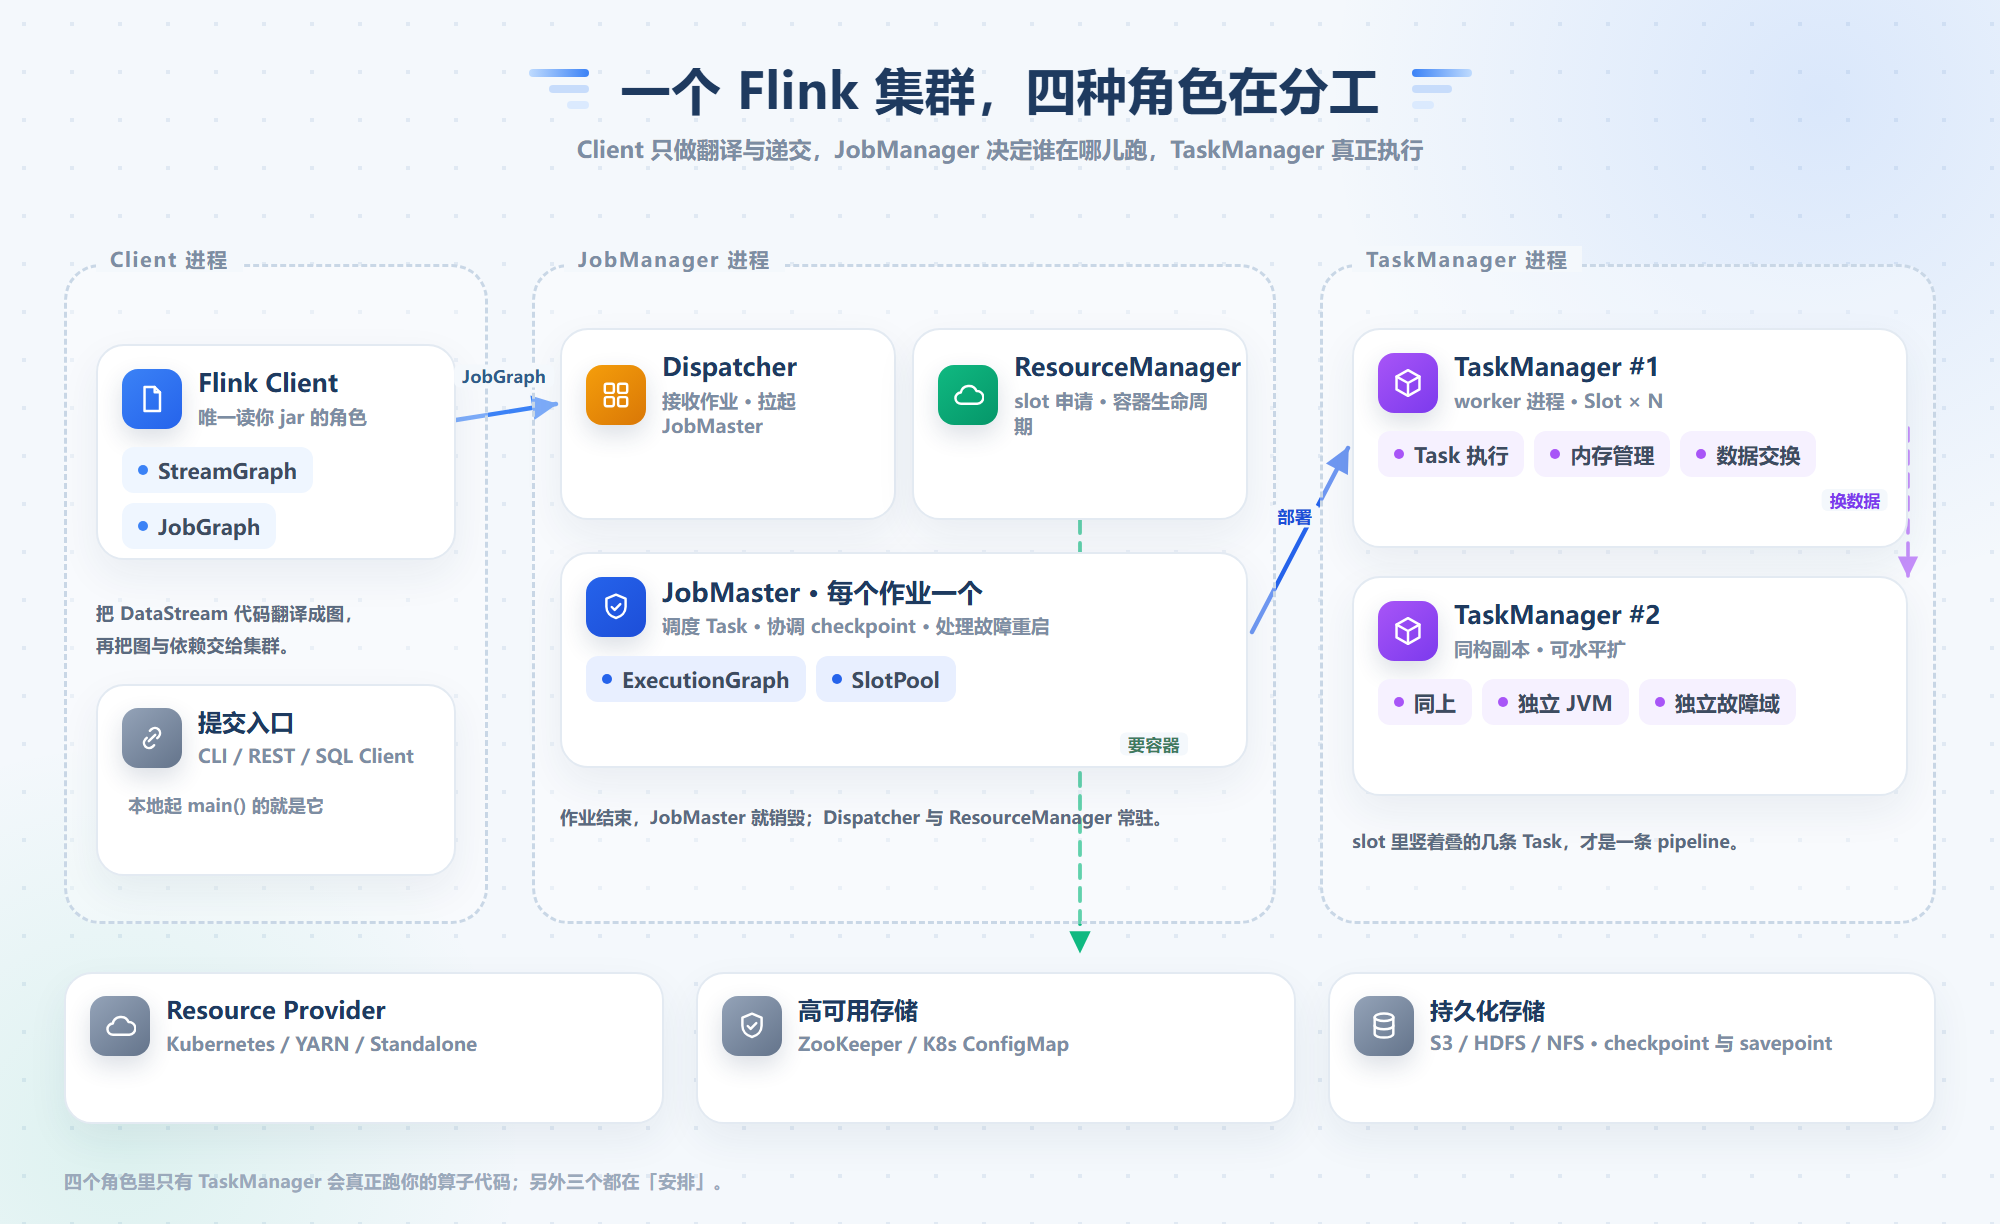 一个 Flink 集群，四种角色在分工
Client 只做翻译与递交，JobManager 决定谁在哪儿跑，TaskManager 真正执行
Client 进程
Flink Client
唯一读你 jar 的角色
StreamGraph
JobGraph
把 DataStream 代码翻译成图，
再把图与依赖交给集群。
提交入口
CLI / REST / SQL Client
本地起 main() 的就是它
JobGraph
JobManager 进程
Dispatcher
接收作业 • 拉起
JobMaster
ResourceManager
slot 申请 • 容器生命周
期
JobMaster • 每个作业一个
调度 Task • 协调 checkpoint • 处理故障重启
ExecutionGraph
SlotPool
要容器
作业结束，JobMaster 就销毁；Dispatcher 与 ResourceManager 常驻。
部署
TaskManager 进程
TaskManager #1
worker 进程 • Slot × N
Task 执行
内存管理
数据交换
换数据
TaskManager #2
同构副本 • 可水平扩
同上
独立 JVM
独立故障域
slot 里竖着叠的几条 Task，才是一条 pipeline。
Resource Provider
Kubernetes / YARN / Standalone
高可用存储
ZooKeeper / K8s ConfigMap
持久化存储
S3 / HDFS / NFS • checkpoint 与 savepoint
四个角色里只有 TaskManager 会真正跑你的算子代码；另外三个都在「安排」。